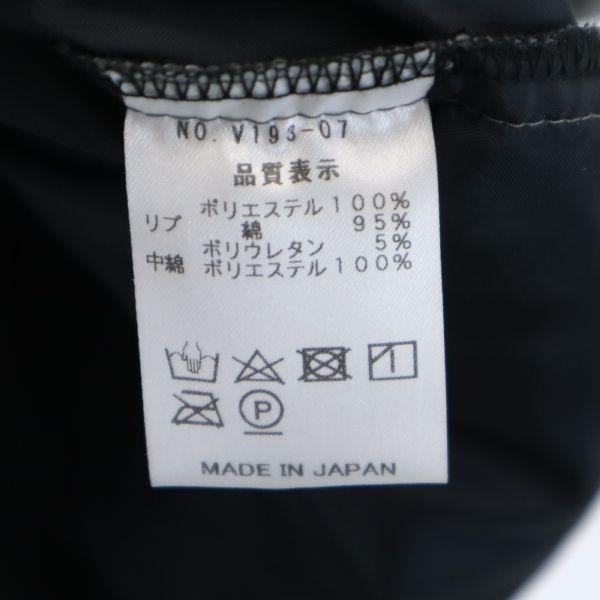 NO. V193-07
品質表示
ポリエステル100%
リブ 綿 95%
ポリウレタン 5%
中綿 ポリエステル100%
P
MADE IN JAPAN